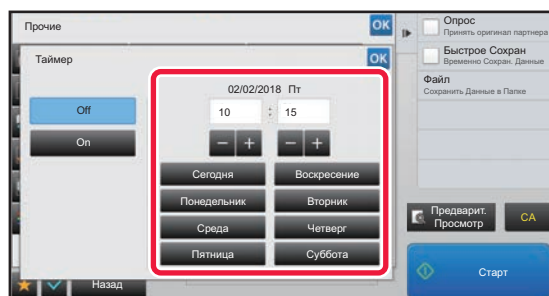 Прочие
OK
Таймер
OK
Off
On
02/02/2018 Пт
10 : 15
Сегодня
Воскресение
Понедельник
Вторник
Среда
Четверг
Пятница
Суббота
Назад
Опрос
Принять оригинал партнера
Быстрое Сохран
Временно Сохран. Данные
Файл
Сохранить Данные в Папке
Предварит.
Просмотр
CA
Старт